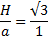 H/a = √3/1